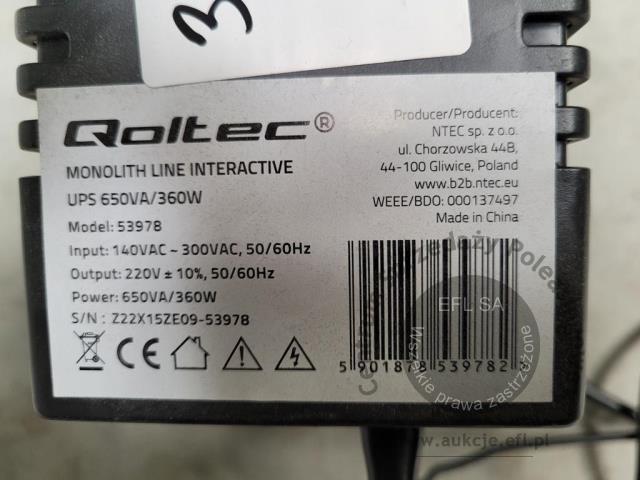 3
Qoltec®
MONOLITH LINE INTERACTIVE
UPS 650VA/360W
Model: 53978
Input: 140VAC ~ 300VAC, 50/60Hz
Output: 220V ± 10%, 50/60Hz
Power: 650VA/360W
S/N : Z22X15ZE09-53978
CE
Producer/Producent:
NTEC sp. z o.o.
ul. Chorzowska 44B,
44-100 Gliwice, Poland
www.b2b.ntec.eu
WEEE/BDO: 000137497
Made in China
5 901878 539782
EFL SA
Wszelkie prawa zastrzeżone
www.aukcje.efl.pl